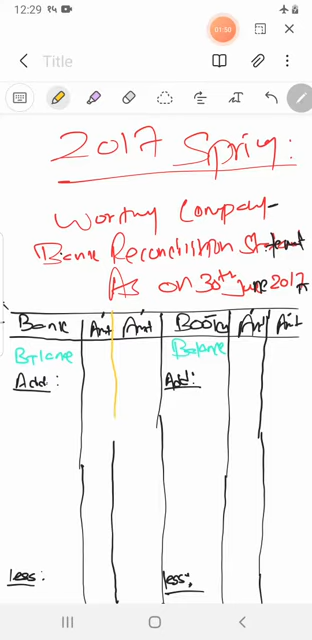 12:29 १५
01:50
Title
2017 Spring:
Worthy Company
Bank Reconciliation Statement
As on 30th June 2017
Bank Amt Amt Books Amt Amt
Balance Balance
Add: Add:
less: less: